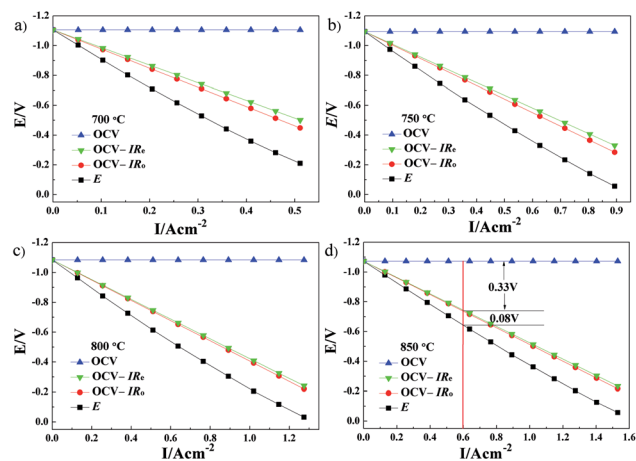 a)
E/V
-1.2
-1.0
-0.8
-0.6
-0.4
-0.2
0.0
700 °C
OCV
OCV– IRe
OCV– IRo
E
0.0 0.1 0.2 0.3 0.4 0.5
I/Acm-2
b)
E/V
-1.2
-1.0
-0.8
-0.6
-0.4
-0.2
0.0
750 °C
OCV
OCV– IRe
OCV– IRo
E
0.0 0.1 0.2 0.3 0.4 0.5 0.6 0.7 0.8 0.9
I/Acm-2
c)
E/V
-1.2
-1.0
-0.8
-0.6
-0.4
-0.2
0.0
800 °C
OCV
OCV– IRe
OCV– IRo
E
0.0 0.2 0.4 0.6 0.8 1.0 1.2
I/Acm-2
d)
E/V
-1.2
-1.0
-0.8
-0.6
-0.4
-0.2
0.0
0.33V
0.08V
850 °C
OCV
OCV– IRe
OCV– IRo
E
0.0 0.2 0.4 0.6 0.8 1.0 1.2 1.4 1.6
I/Acm-2